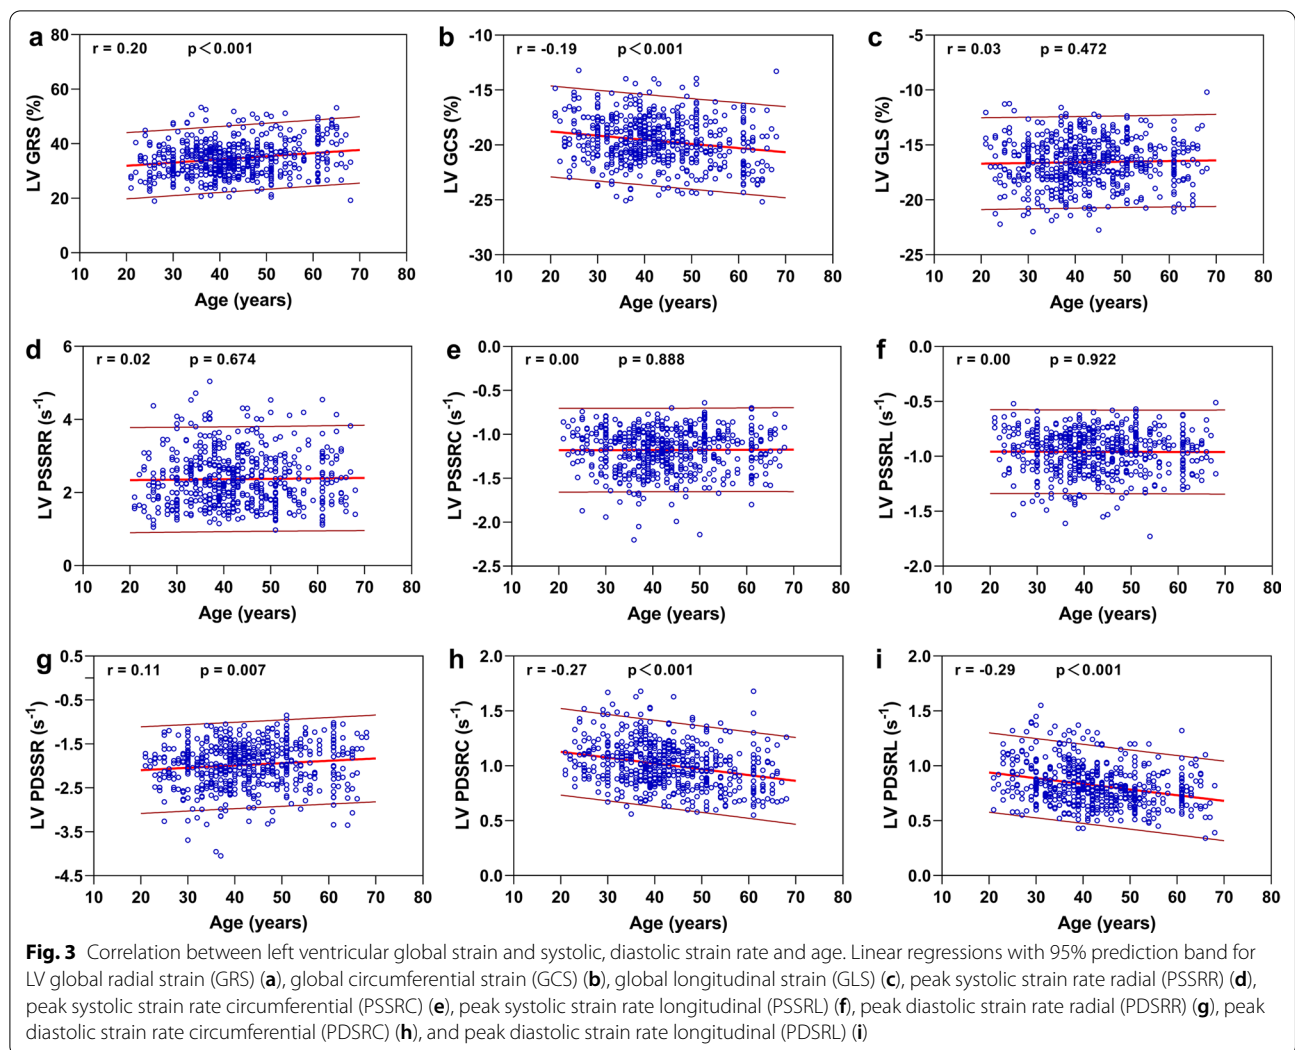 a
r = 0.20 p<0.001
80
60
40
20
0
LV GRS (%)
10 20 30 40 50 60 70 80
Age (years)
b
r = -0.19 p<0.001
-10
-15
-20
-25
-30
LV GCS (%)
10 20 30 40 50 60 70 80
Age (years)
c
r = 0.03 p = 0.472
-5
-10
-15
-20
-25
LV GLS (%)
10 20 30 40 50 60 70 80
Age (years)
d
r = 0.02 p = 0.674
6
4
2
0
LV PSSRR (s-1)
10 20 30 40 50 60 70 80
Age (years)
e
r = 0.00 p = 0.888
0.0
-0.5
-1.0
-1.5
-2.0
-2.5
LV PSSRC (s-1)
10 20 30 40 50 60 70 80
Age (years)
f
r = 0.00 p = 0.922
0.0
-0.5
-1.0
-1.5
-2.0
LV PSSRL (s-1)
10 20 30 40 50 60 70 80
Age (years)
g
r = 0.11 p = 0.007
0.5
-0.5
-1.5
-2.5
-3.5
-4.5
LV PDSSR (s-1)
10 20 30 40 50 60 70 80
Age (years)
h
r = -0.27 p<0.001
2.0
1.5
1.0
0.5
0.0
LV PDSRC (s-1)
10 20 30 40 50 60 70 80
Age (years)
i
r = -0.29 p<0.001
2.0
1.5
1.0
0.5
0.0
LV PDSRL (s-1)
10 20 30 40 50 60 70 80
Age (years)
Fig. 3 Correlation between left ventricular global strain and systolic, diastolic strain rate and age. Linear regressions with 95% prediction band for
LV global radial strain (GRS) (a), global circumferential strain (GCS) (b), global longitudinal strain (GLS) (c), peak systolic strain rate radial (PSSRR) (d),
peak systolic strain rate circumferential (PSSRC) (e), peak systolic strain rate longitudinal (PSSRL) (f), peak diastolic strain rate radial (PDSRR) (g), peak
diastolic strain rate circumferential (PDSRC) (h), and peak diastolic strain rate longitudinal (PDSRL) (i)